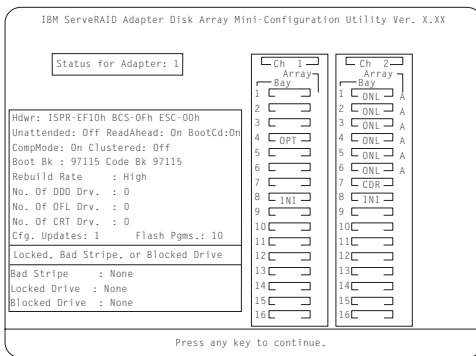 IBM ServeRAID Adapter Disk Array Mini-Configuration Utility Ver. X.XX
Status for Adapter: 1
Hdwr: ISPR-EF10h BCS-0Fh ESC-00h
Unattended: Off ReadAhead: On BootCd:On
CompMode: On Clustered: Off
Boot Bk : 97115 Code Bk 97115
Rebuild Rate : High
No. Of DDD Drv. : 0
No. Of OFL Drv. : 0
No. Of CRT Drv. : 0
Cfg. Updates: 1 Flash Pgms.: 10
Locked, Bad Stripe, or Blocked Drive
Bad Stripe : None
Locked Drive : None
Blocked Drive : None
Ch 1
Array
Bay
1
2
3
4 OPT
5
6
7
8 INI
9
10
11
12
13
14
15
16
Ch 2
Array
Bay
1 ONL A
2 ONL A
3 ONL A
4 ONL A
5 ONL A
6 ONL A
7 CDR
8 INI
9
10
11
12
13
14
15
16
Press any key to continue.